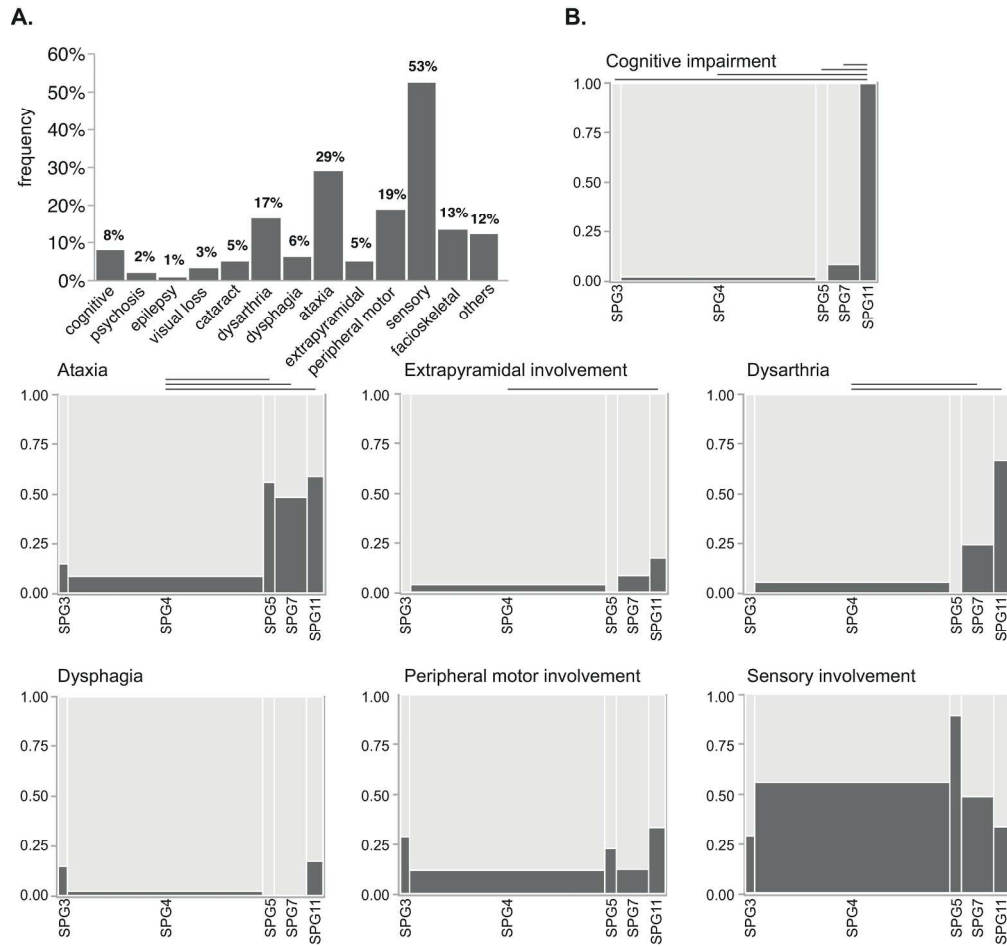 A.
60%
50%
40%
30%
20%
10%
0%
frequency
8%
2%
1%
3%
5%
17%
6%
29%
5%
19%
53%
13%
12%
cognitive
psychosis
epilepsy
visual loss
cataract
dysarthria
dysphagia
ataxia
extrapyramidal
peripheral motor
sensory
facioskeletal
others
B.
Cognitive impairment
1.00
0.75
0.50
0.25
0.00
SPG3
SPG4
SPG5
SPG7
SPG11
Ataxia
1.00
0.75
0.50
0.25
0.00
SPG3
SPG4
SPG5
SPG7
SPG11
Extrapyramidal involvement
1.00
0.75
0.50
0.25
0.00
SPG3
SPG4
SPG5
SPG7
SPG11
Dysarthria
1.00
0.75
0.50
0.25
0.00
SPG3
SPG4
SPG5
SPG7
SPG11
Dysphagia
1.00
0.75
0.50
0.25
0.00
SPG3
SPG4
SPG5
SPG7
SPG11
Peripheral motor involvement
1.00
0.75
0.50
0.25
0.00
SPG3
SPG4
SPG5
SPG7
SPG11
Sensory involvement
1.00
0.75
0.50
0.25
0.00
SPG3
SPG4
SPG5
SPG7
SPG11